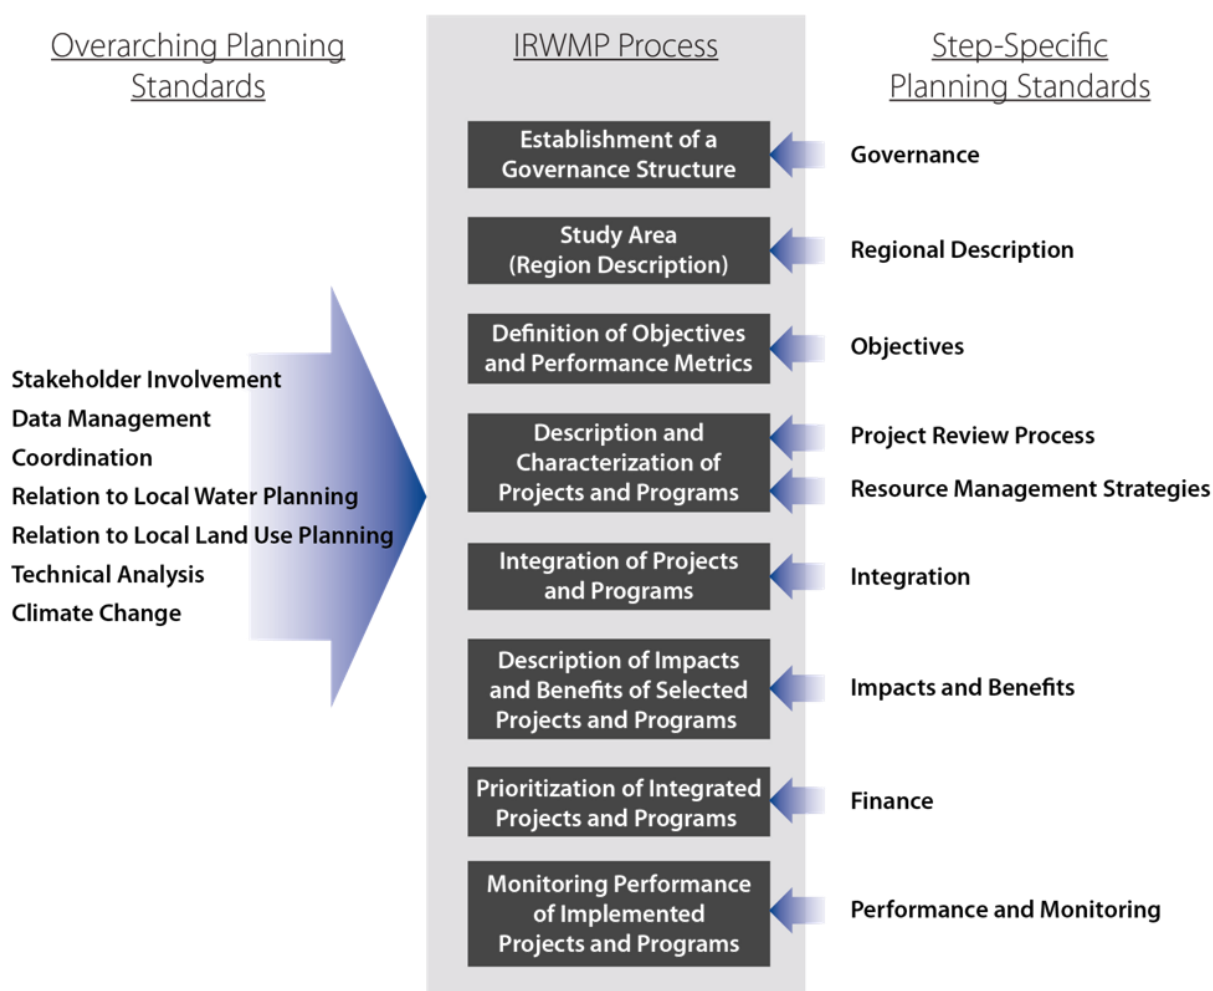 Overarching Planning
Standards
Stakeholder Involvement
Data Management
Coordination
Relation to Local Water Planning
Relation to Local Land Use Planning
Technical Analysis
Climate Change
IRWMP Process
Establishment of a
Governance Structure
Study Area
(Region Description)
Definition of Objectives
and Performance Metrics
Description and
Characterization of
Projects and Programs
Integration of Projects
and Programs
Description of Impacts
and Benefits of Selected
Projects and Programs
Prioritization of Integrated
Projects and Programs
Monitoring Performance
of Implemented
Projects and Programs
Step-Specific
Planning Standards
Governance
Regional Description
Objectives
Project Review Process
Resource Management Strategies
Integration
Impacts and Benefits
Finance
Performance and Monitoring